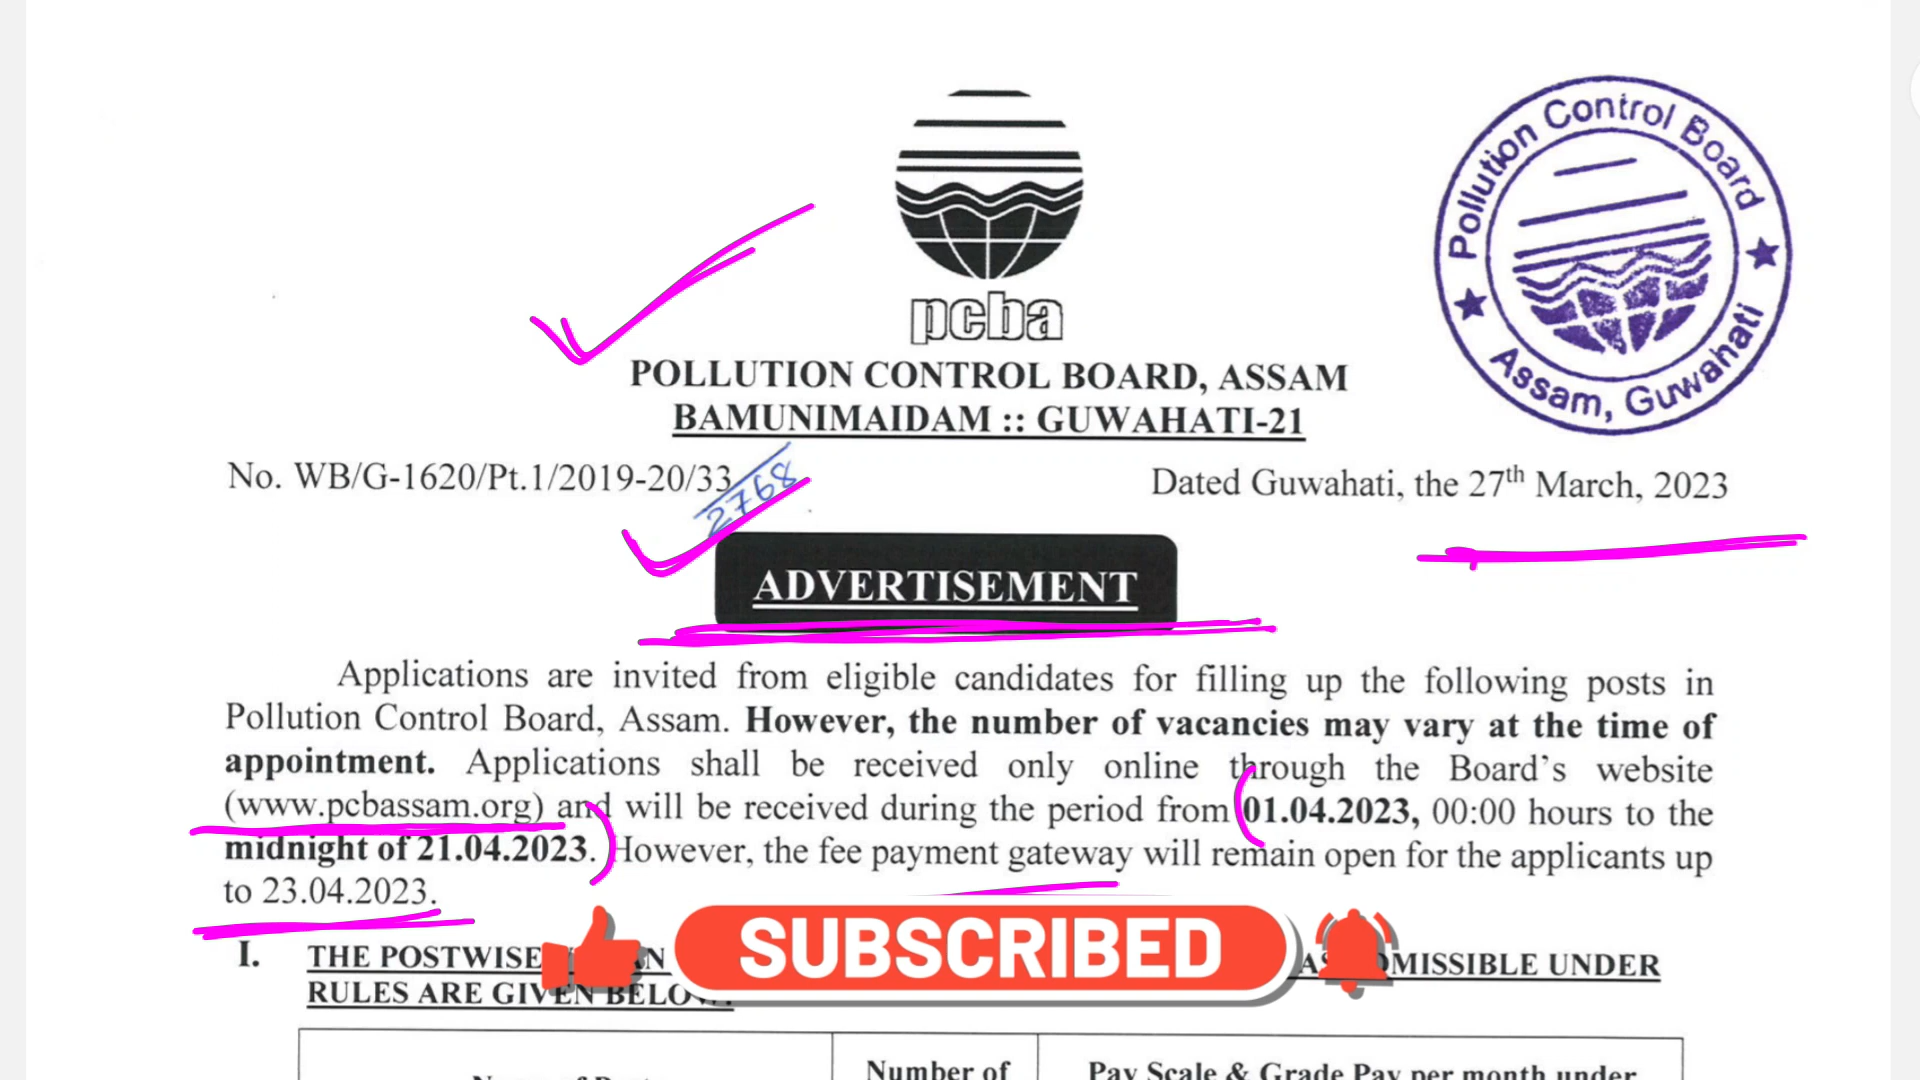 pcba
Pollution Control Board
Assam, Guwahati
POLLUTION CONTROL BOARD, ASSAM
BAMUNIMAIDAM :: GUWAHATI-21
No. WB/G-1620/Pt.1/2019-20/33
2768
Dated Guwahati, the 27th March, 2023
ADVERTISEMENT
Applications are invited from eligible candidates for filling up the following posts in
Pollution Control Board, Assam. However, the number of vacancies may vary at the time of
appointment. Applications shall be received only online through the Board's website
(www.pcbassam.org) and will be received during the period from 01.04.2023, 00:00 hours to the
midnight of 21.04.2023. However, the fee payment gateway will remain open for the applicants up
to 23.04.2023.
SUBSCRIBED
I. THE POSTWISE UNDER
RULES ARE GIVEN BELOW:
Number of
Pay Scale & Grade Pay per month under